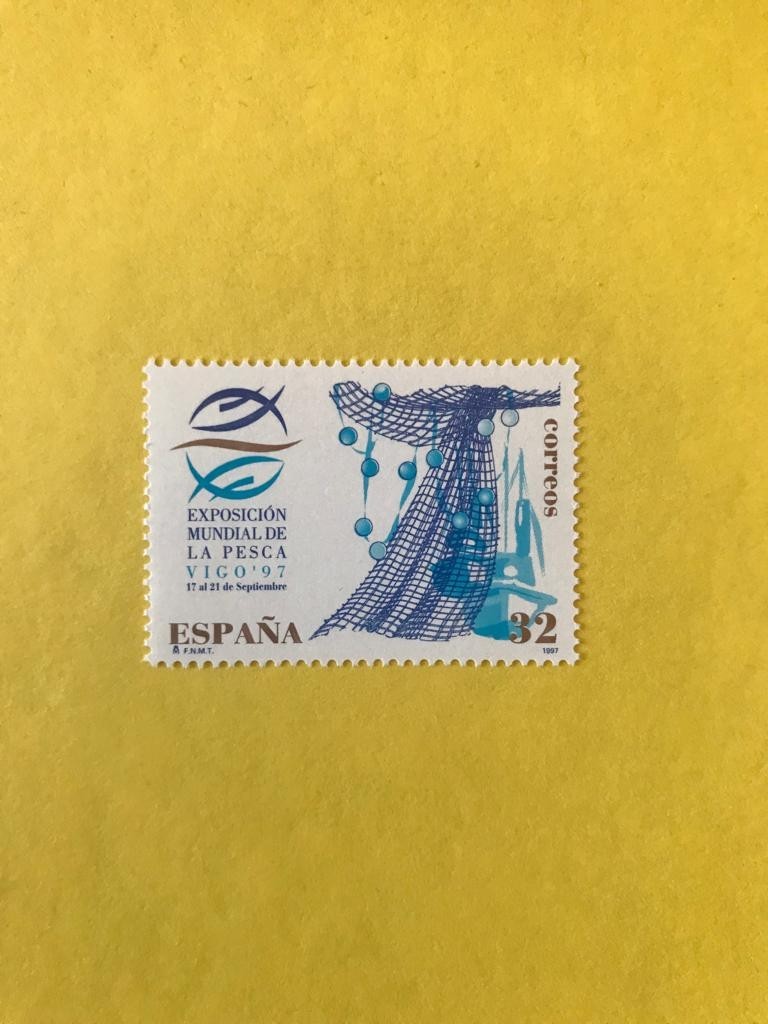 EXPOSICIÓN
MUNDIAL DE
LA PESCA
VIGO'97
17 al 21 de Septiembre
correos
ESPAÑA
32
F.N.M.T.
1997